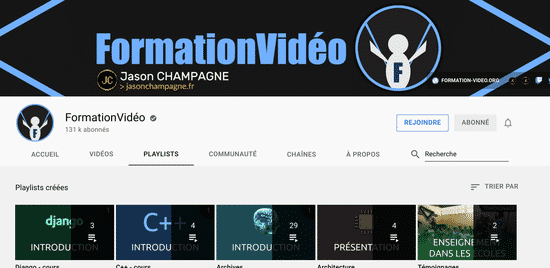 FormationVidéo
JC Jason CHAMPAGNE
> jasonchampagne.fr
F
FORMATION-VIDEO.ORG
FormationVidéo
131 k abonnés
REJOINDRE
ABONNÉ
ACCUEIL VIDÉOS PLAYLISTS COMMUNAUTÉ CHAÎNES À PROPOS Recherche
Playlists créées
TRIER PAR
django 3 INTRODUCTION
C++ 4 INTRODUCTION
29 INTRODUCTION
4 PRÉSENTATION
2 ENSEIGNEMENT DANS LES ÉCOLES
Django - cours
C++ - cours
Archives
Architecture
Témoignages